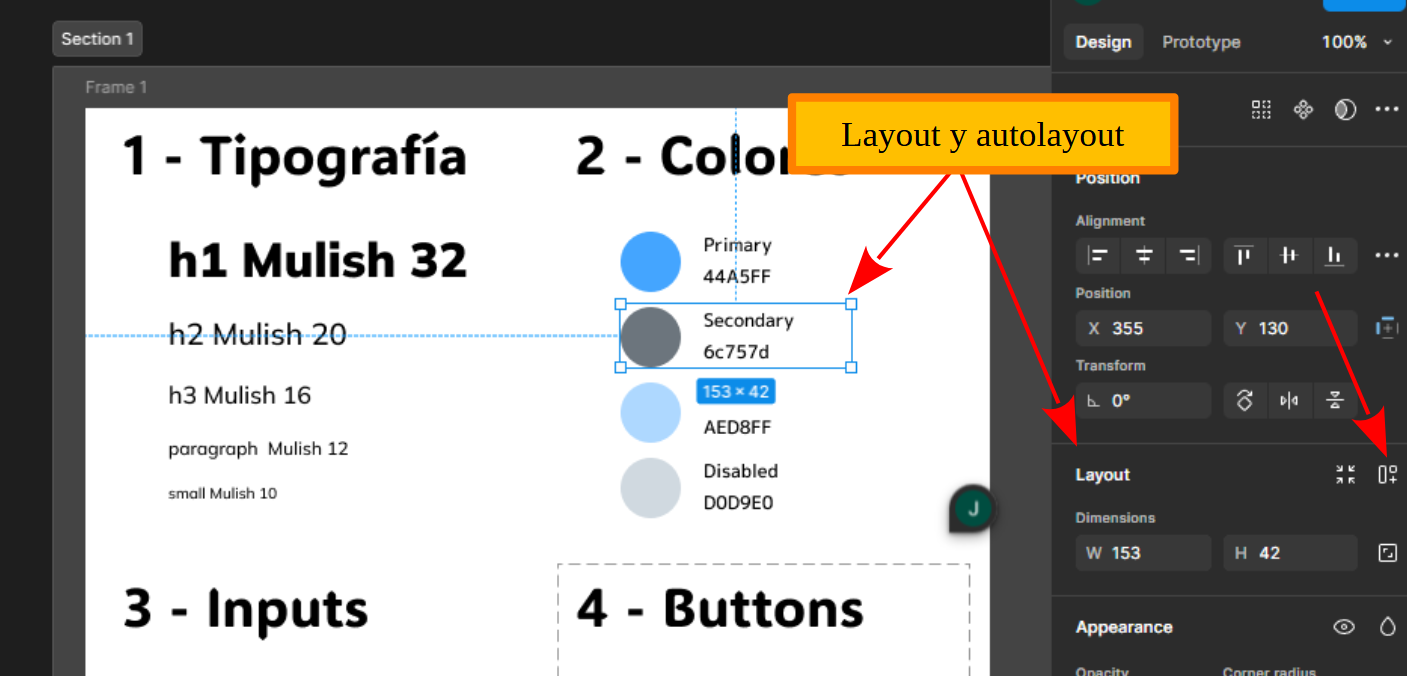 Section 1
Design Prototype 100%
Frame 1
Layout y autolayout
1 - Tipografía
2 - Color
Position
h1 Mulish 32
h2 Mulish 20
h3 Mulish 16
paragraph Mulish 12
small Mulish 10
Primary
44A5FF
Secondary
6c757d
153 × 42
AED8FF
Disabled
D0D9E0
J
3 - Inputs
4 - Buttons
Alignment
Position
X 355 Y 130
Transform
0°
Layout
Dimensions
W 153 H 42
Appearance
Opacity Corner radius